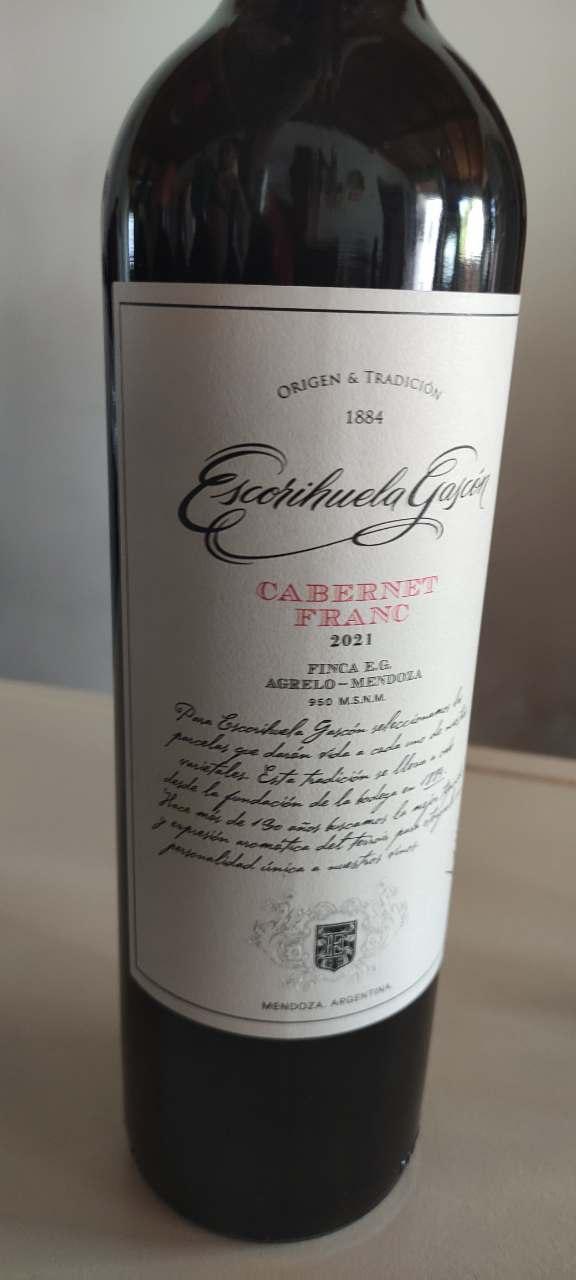 ORIGEN & TRADICIÓN
1884
Escorihuela Gascón
CABERNET
FRANC
2021
FINCA E.G.
AGRELO – MENDOZA
950 M.S.N.M.
Para Escorihuela Gascón seleccionamos
parcelas que darán vida a cada uno de
varietales. Esta tradición se lleva a
desde la fundación de la bodega en
Hace más de 130 años buscamos la mejor
y expresión aromática del terroir para
personalidad única a nuestros vinos.
E
MENDOZA. ARGENTINA.